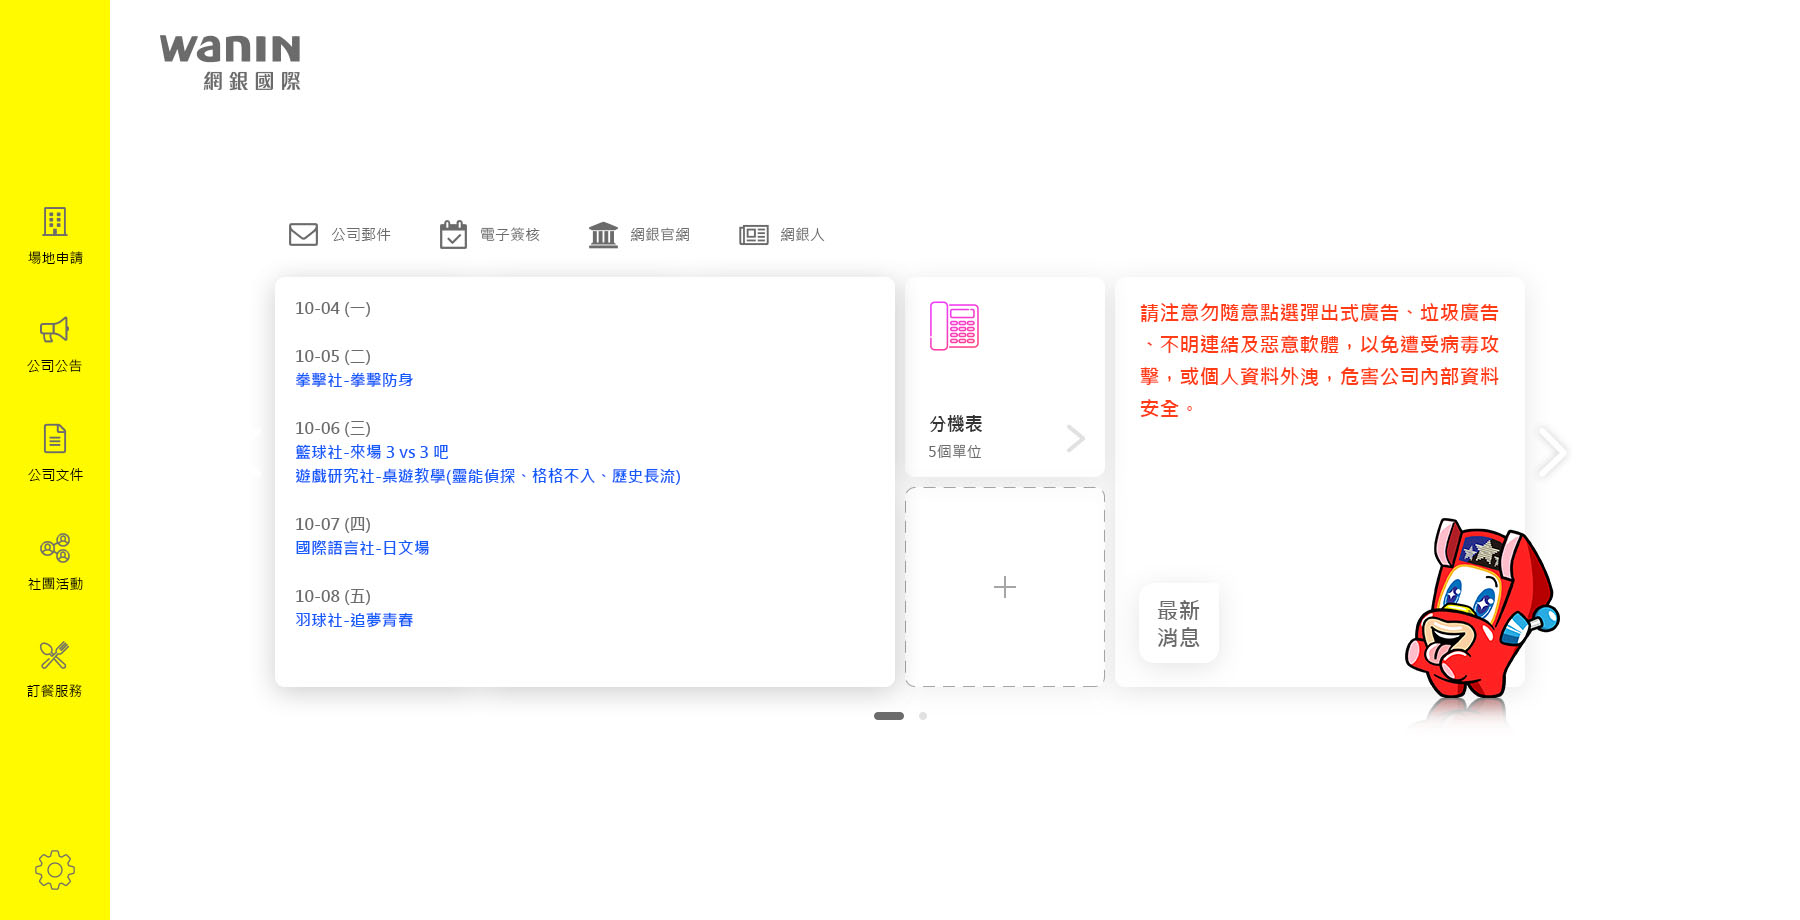 wanin
網銀國際
場地申請
公司公告
公司文件
社團活動
訂餐服務
公司郵件
電子簽核
網銀官網
網銀人
10-04 (一)
10-05 (二)
拳擊社-拳擊防身
10-06 (三)
籃球社-來場 3 vs 3 吧
遊戲研究社-桌遊教學(靈能偵探、格格不入、歷史長流)
10-07 (四)
國際語言社-日文場
10-08 (五)
羽球社-追夢青春
分機表
5個單位
請注意勿隨意點選彈出式廣告、垃圾廣告
、不明連結及惡意軟體，以免遭受病毒攻
擊，或個人資料外洩，危害公司內部資料
安全。
最新
消息